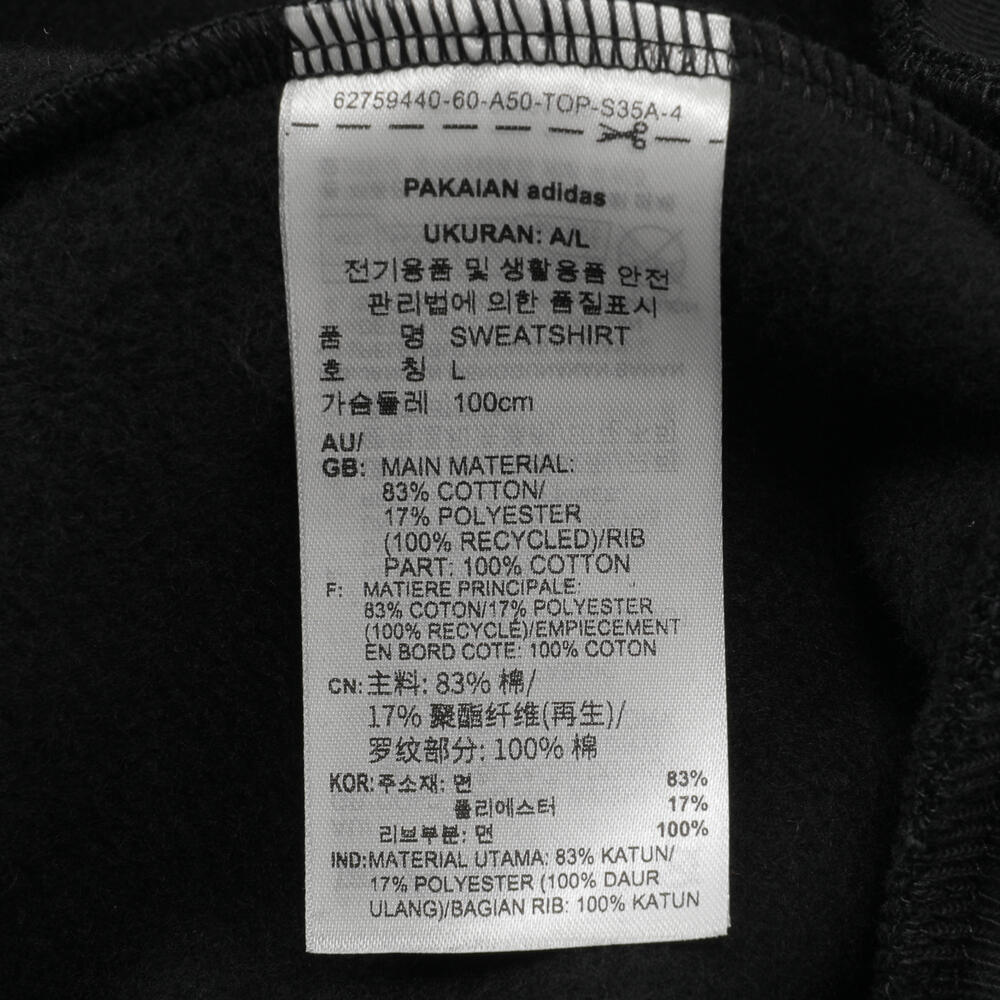 62759440-60-A50-TOP-S35A-4
PAKAIAN adidas
UKURAN: A/L
전기용품 및 생활용품 안전
관리법에 의한 품질표시
품 명 SWEATSHIRT
호 칭 L
가슴둘레 100cm
AU/
GB: MAIN MATERIAL:
83% COTTON/
17% POLYESTER
(100% RECYCLED)/RIB
PART: 100% COTTON
F: MATIERE PRINCIPALE:
83% COTON/17% POLYESTER
(100% RECYCLÉ)/EMPIECEMENT
EN BORD COTE: 100% COTON
CN: 主料: 83% 棉/
17% 聚酯纤维(再生)/
罗纹部分: 100% 棉
KOR: 주소재: 면 83%
폴리에스터 17%
리브부분: 면 100%
IND: MATERIAL UTAMA: 83% KATUN/
17% POLYESTER (100% DAUR
ULANG)/BAGIAN RIB: 100% KATUN